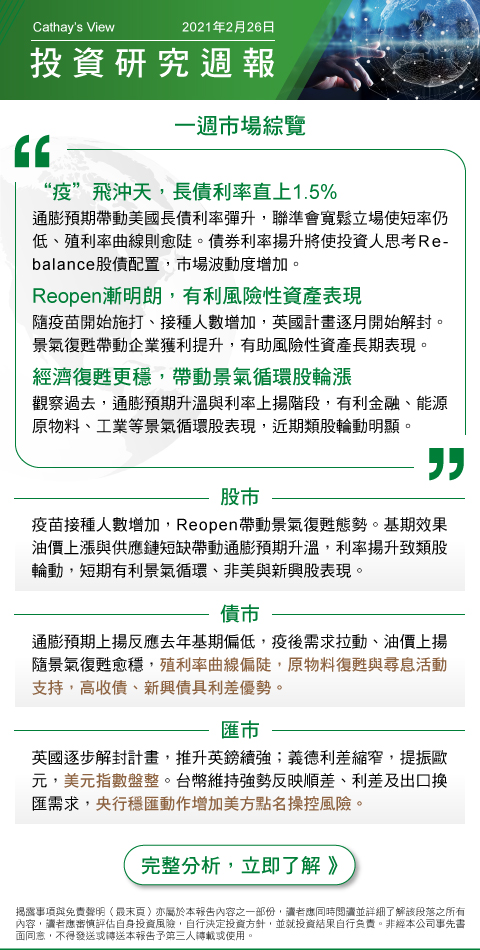 Cathay's View 2021年2月26日
投資研究週報
一週市場綜覽
“疫”飛沖天，長債利率直上1.5%
通膨預期帶動美國長債利率彈升，聯準會寬鬆立場使短率仍
低、殖利率曲線則愈陡。債券利率揚升將使投資人思考Re-
balance股債配置，市場波動度增加。
Reopen漸明朗，有利風險性資產表現
隨疫苗開始施打、接種人數增加，英國計畫逐月開始解封。
景氣復甦帶動企業獲利提升，有助風險性資產長期表現。
經濟復甦更穩，帶動景氣循環股輪漲
觀察過去，通膨預期升溫與利率上揚階段，有利金融、能源
原物料、工業等景氣循環股表現，近期類股輪動明顯。
股市
疫苗接種人數增加，Reopen帶動景氣復甦態勢。基期效果
油價上漲與供應鏈短缺帶動通膨預期升溫，利率揚升致類股
輪動，短期有利景氣循環、非美與新興股表現。
債市
通膨預期上揚反應去年基期偏低，疫後需求拉動、油價上揚
隨景氣復甦愈穩，殖利率曲線偏陡，原物料復甦與尋息活動
支持，高收債、新興債具利差優勢。
匯市
英國逐步解封計畫，推升英鎊續強；義德利差縮窄，提振歐
元，美元指數盤整。台幣維持強勢反映順差、利差及出口換
匯需求，央行穩匯動作增加美方點名操控風險。
完整分析，立即了解 》
揭露事項與免責聲明（最末頁）亦屬於本報告內容之一部份，讀者應同時閱讀並詳細了解該段落之所有
內容，讀者應審慎評估自身投資風險，自行決定投資方針，並就投資結果自行負責。非經本公司事先書
面同意，不得發送或轉送本報告予第三人轉載或使用。